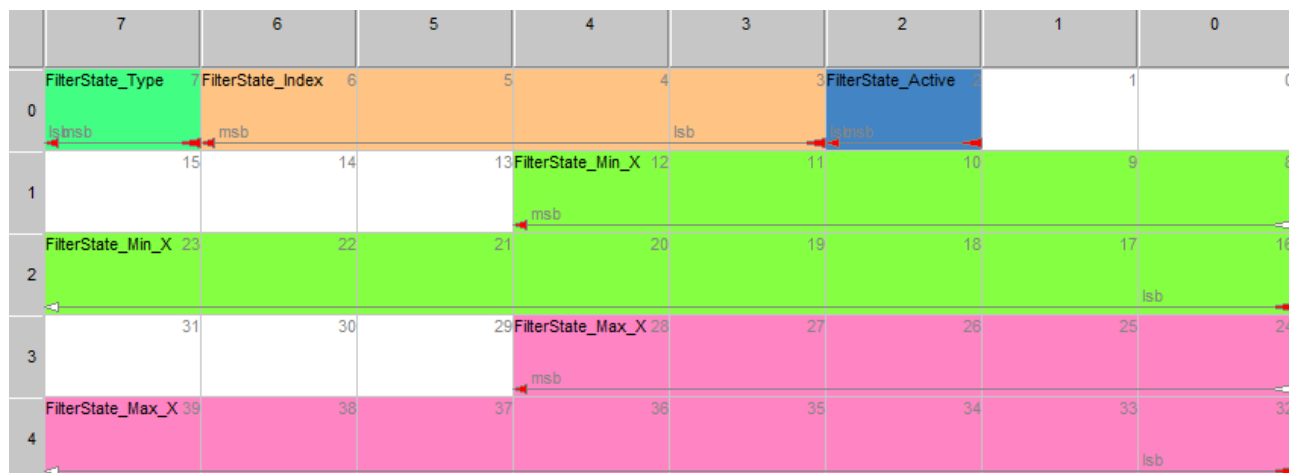 7 6 5 4 3 2 1 0
FilterState_Type 7 FilterState_Index 6 5 4 3 FilterState_Active 2 1 0
0
lsb msb msb lsb lsb msb
15 14 13 FilterState_Min_X 12 11 10 9 8
1
msb
FilterState_Min_X 23 22 21 20 19 18 17 16
2
lsb
31 30 29 FilterState_Max_X 28 27 26 25 24
3
msb
FilterState_Max_X 39 38 37 36 35 34 33 32
4
lsb